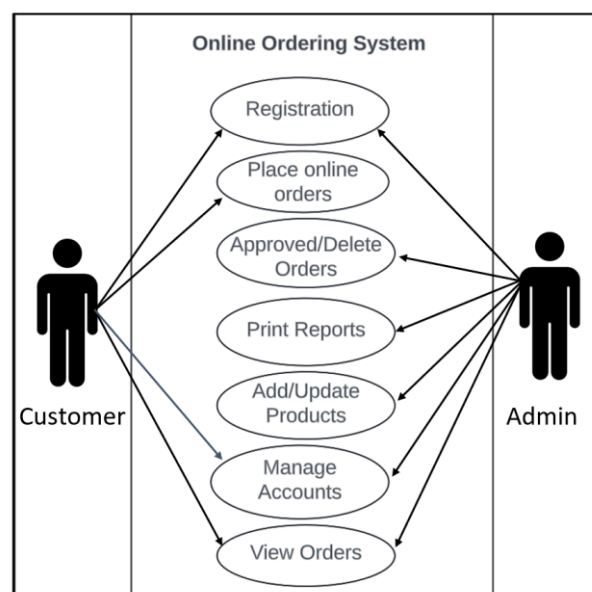 Online Ordering System
Registration
Place online
orders
Approved/Delete
Orders
Print Reports
Add/Update
Products
Customer
Admin
Manage
Accounts
View Orders